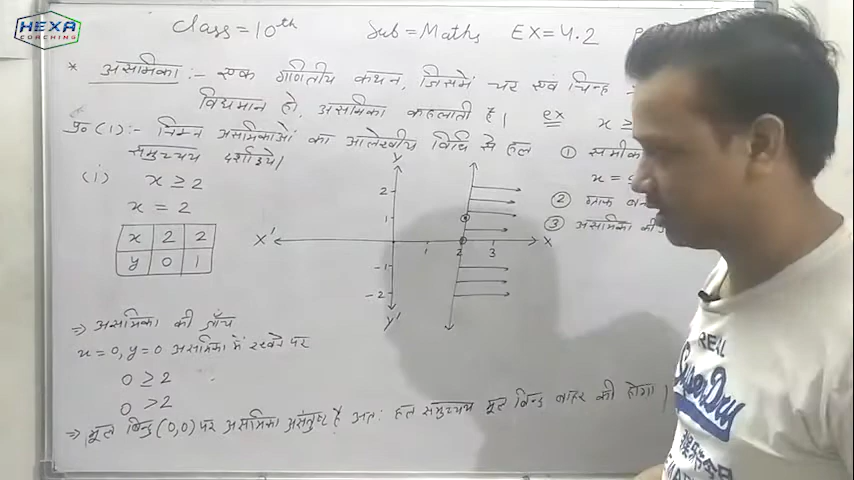 HEXA
COACHING
Class = 10th Sub = Maths EX = 4.2
* असमिका :- एक गणितीय कथन, जिसमें चर एवं चिन्ह
विद्यमान हो, असमिका कहलाती है। ex x ≥
प्र० (1) :- निम्न असमिकाओं का आलेखीय विधि से हल
समुच्चय दर्शाइये।
① समीक
x =
②
③ असमिका की
(i) x ≥ 2
x = 2
x 2 2
y 0 1
Y
2
1
X' 1 2 3 X
-1
-2
Y'
⇒ असमिका की जाँच
x = 0, y = 0 असमिका में रखने पर
0 ≥ 2
0 > 2
⇒ मूल बिन्दु (0,0) पर असमिका असंतुष्ट है अतः हल समुच्चय मूल बिन्दु बाहर की होगा।
REAL
SuperDry